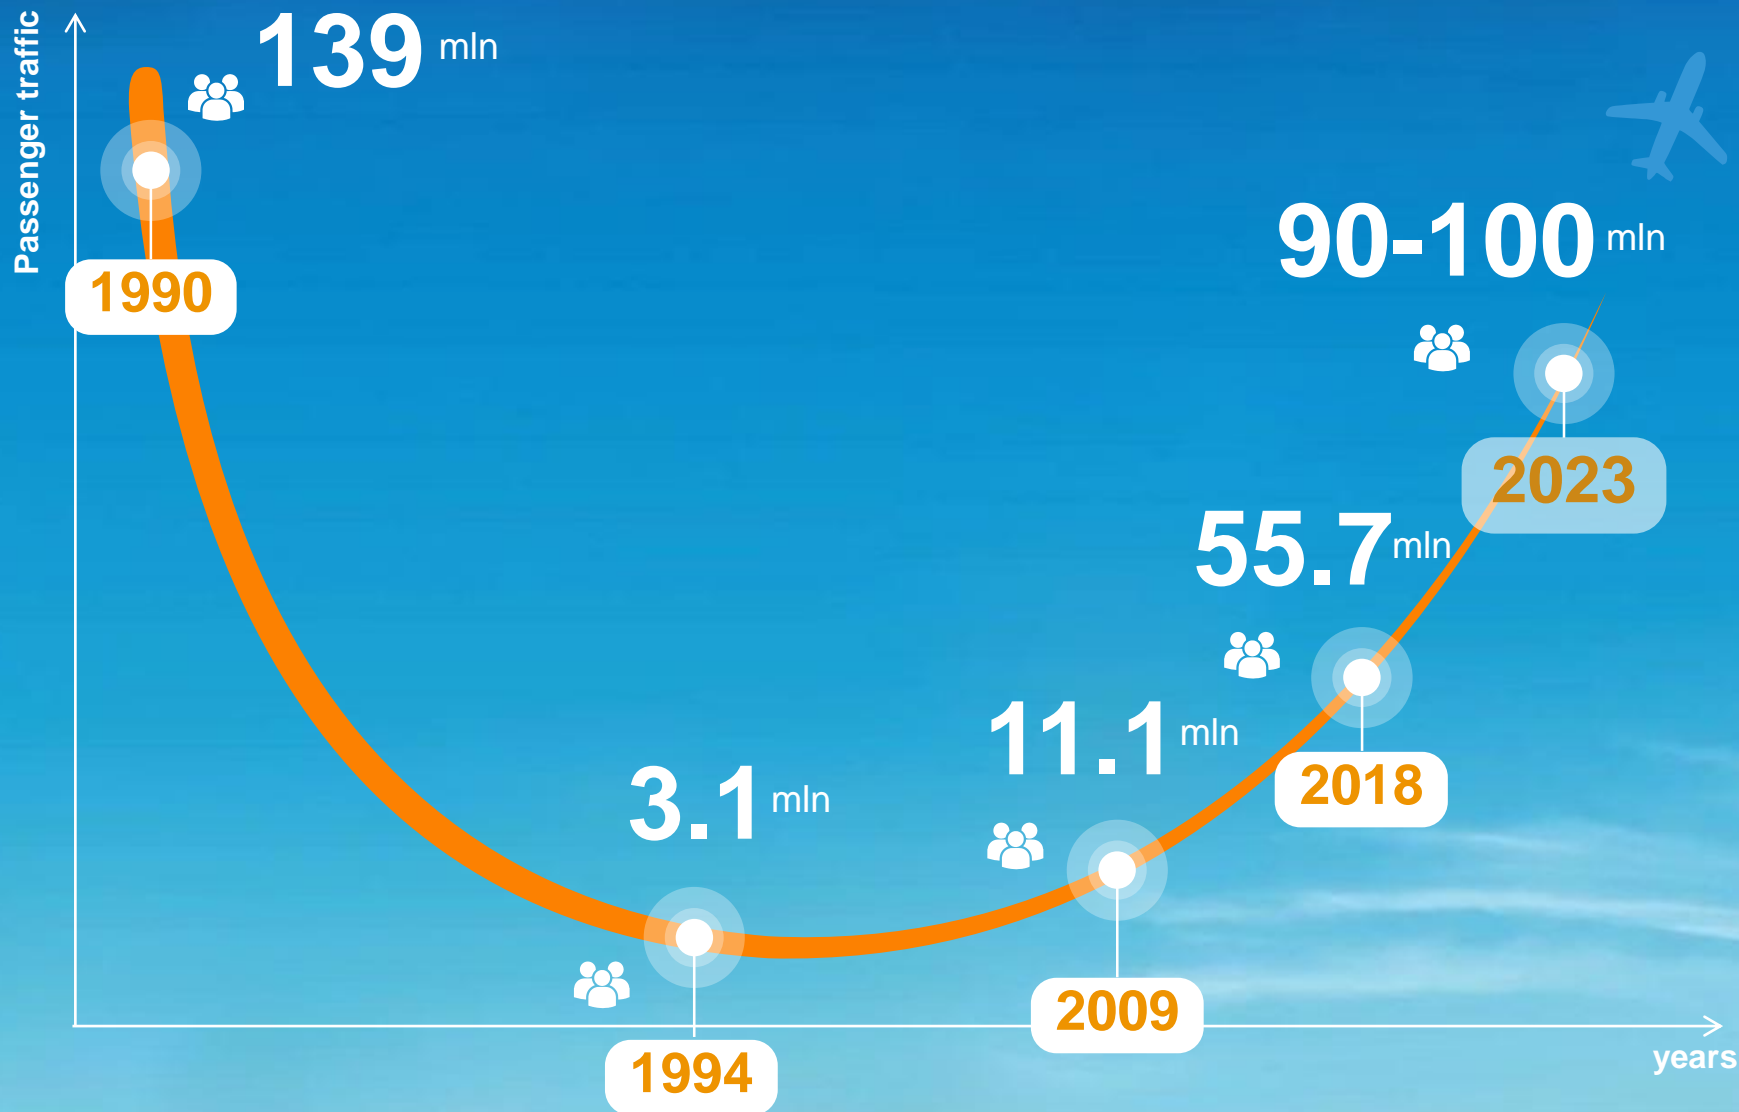 Passenger traffic
139 mln
1990
90-100 mln
2023
55.7 mln
2018
11.1 mln
2009
3.1 mln
1994
years